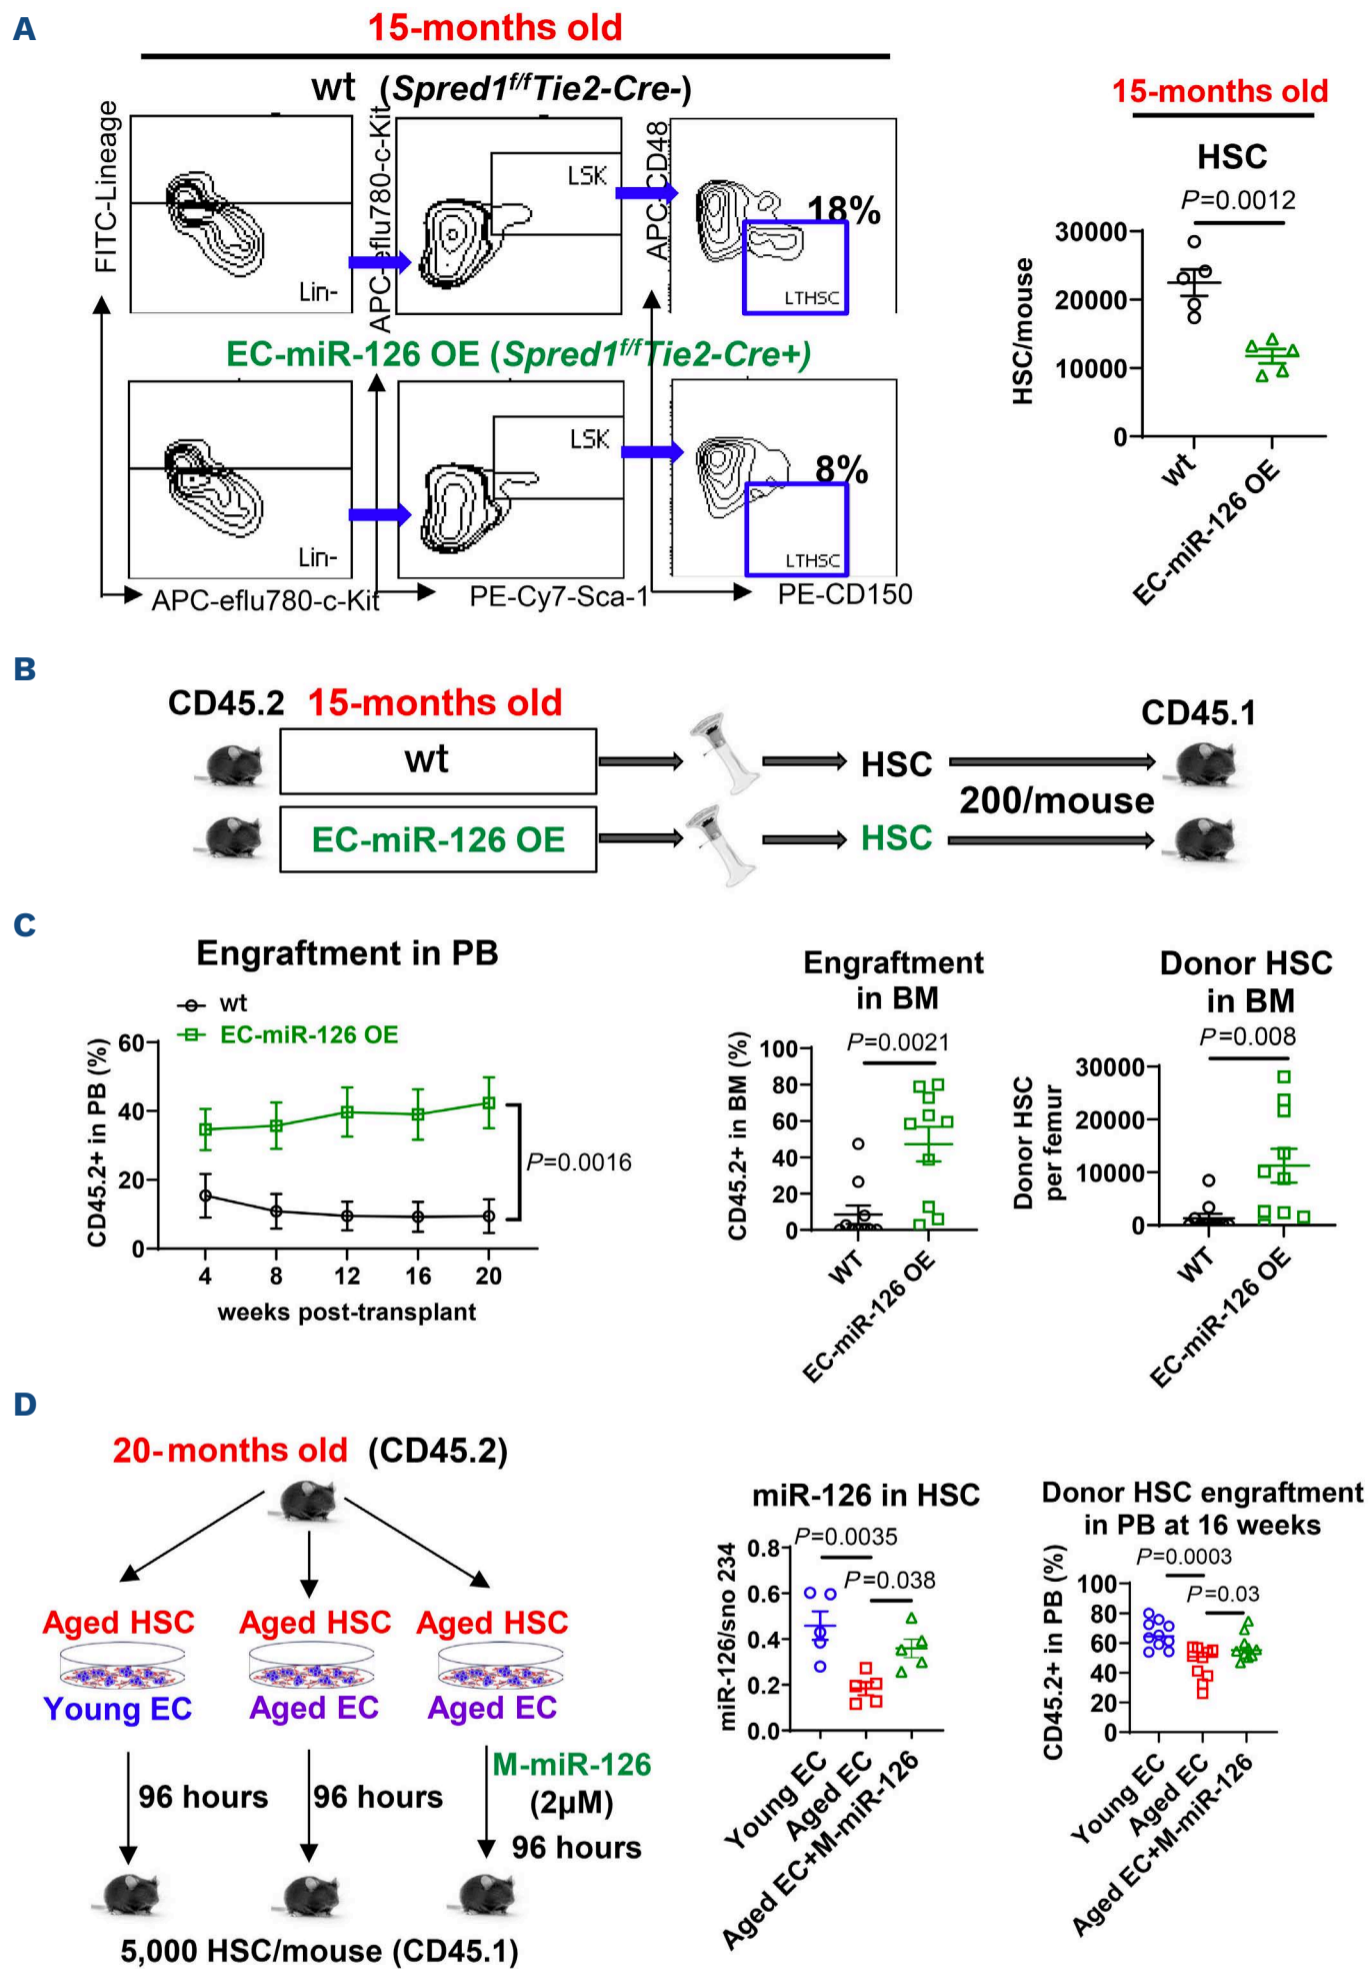 A
15-months old
wt (Spred1f/fTie2-Cre-)
FITC-Lineage
APC-eflu780-c-Kit
APC-CD48
LSK
18%
Lin-
LTHSC
EC-miR-126 OE (Spred1f/fTie2-Cre+)
LSK
8%
Lin-
LTHSC
APC-eflu780-c-Kit
PE-Cy7-Sca-1
PE-CD150
15-months old
HSC
P=0.0012
HSC/mouse
30000
20000
10000
0
wt
EC-miR-126 OE
B
CD45.2 15-months old
CD45.1
wt
HSC
200/mouse
EC-miR-126 OE
HSC
C
Engraftment in PB
wt
EC-miR-126 OE
CD45.2+ in PB (%)
60
40
20
0
P=0.0016
4 8 12 16 20
weeks post-transplant
Engraftment
in BM
P=0.0021
CD45.2+ in BM (%)
100
80
60
40
20
0
WT
EC-miR-126 OE
Donor HSC
in BM
P=0.008
Donor HSC
per femur
30000
20000
10000
0
WT
EC-miR-126 OE
D
20-months old (CD45.2)
Aged HSC Aged HSC Aged HSC
Young EC Aged EC Aged EC
96 hours
96 hours
M-miR-126
(2µM)
96 hours
5,000 HSC/mouse (CD45.1)
miR-126 in HSC
P=0.0035
P=0.038
miR-126/sno 234
0.8
0.6
0.4
0.2
0.0
Young EC
Aged EC
Aged EC+M-miR-126
Donor HSC engraftment
in PB at 16 weeks
P=0.0003
P=0.03
CD45.2+ in PB (%)
100
80
60
40
20
0
Young EC
Aged EC
Aged EC+M-miR-126